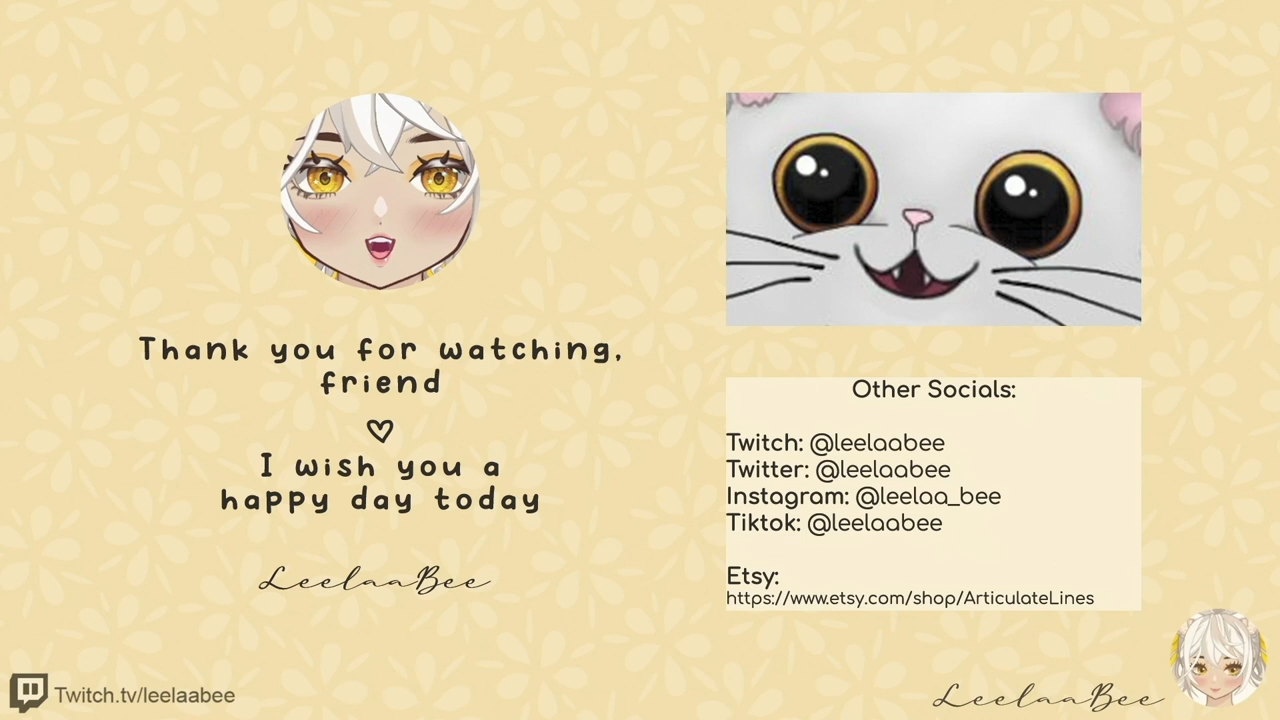 Thank you for watching,
friend
I wish you a
happy day today
LeelaaBee
Other Socials:
Twitch: @leelaabee
Twitter: @leelaabee
Instagram: @leelaa_bee
Tiktok: @leelaabee
Etsy:
https://www.etsy.com/shop/ArticulateLines
Twitch.tv/leelaabee
LeelaaBee